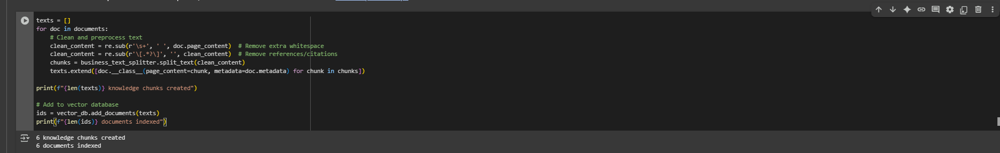 texts = []
for doc in documents:
    # Clean and preprocess text
    clean_content = re.sub(r'\s+', ' ', doc.page_content)  # Remove extra whitespace
    clean_content = re.sub(r'\[.*?\]', '', clean_content)  # Remove references/citations
    chunks = business_text_splitter.split_text(clean_content)
    texts.extend([doc.__class__(page_content=chunk, metadata=doc.metadata) for chunk in chunks])

print(f"{len(texts)} knowledge chunks created")

# Add to vector database
ids = vector_db.add_documents(texts)
print(f"{len(ids)} documents indexed")
6 knowledge chunks created
6 documents indexed